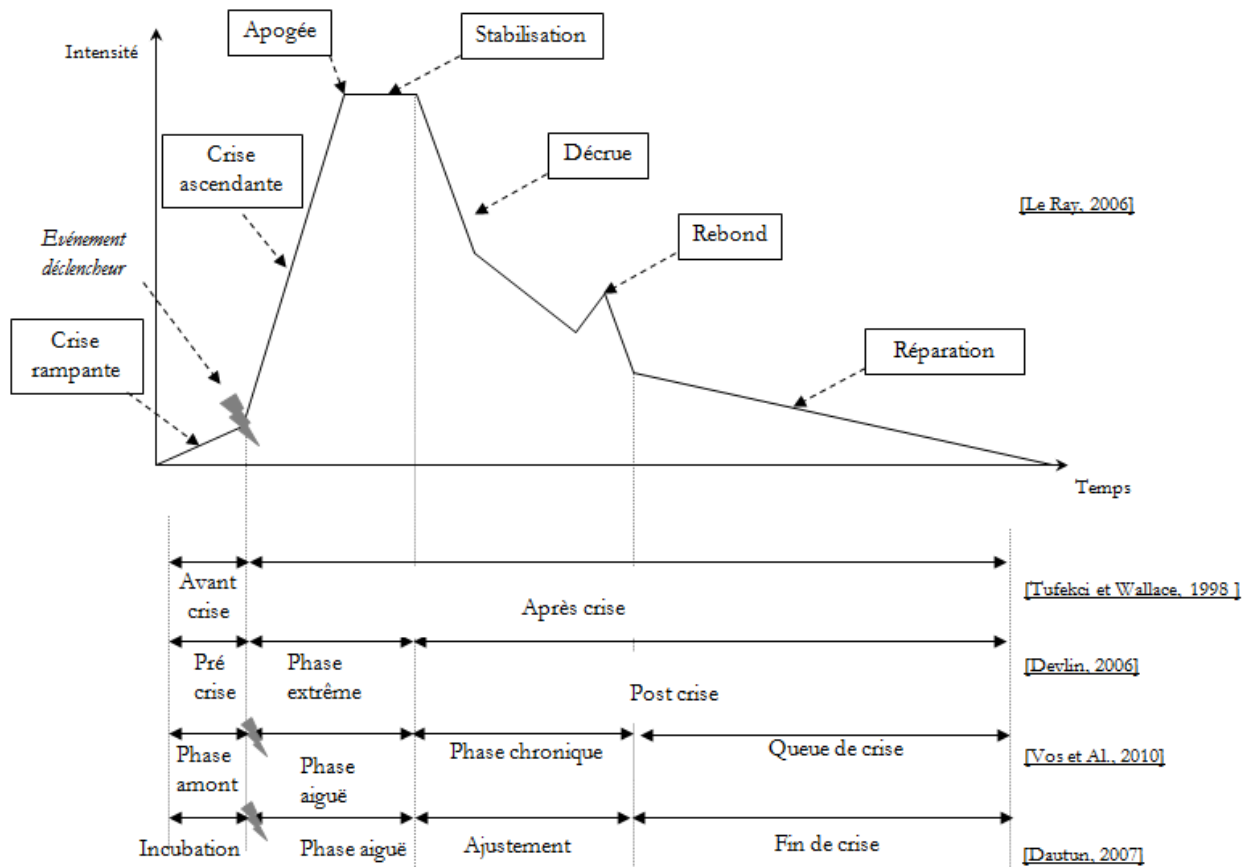 Apogée
Stabilisation
Intensité
Crise
ascendante
Décrue
[Le Ray, 2006]
Evénement
déclencheur
Rebond
Crise
rampante
Réparation
Temps
Avant
crise
Après crise
[Tufekci et Wallace, 1998 ]
Pré
crise
Phase
extrême
Post crise
[Devlin, 2006]
Phase
amont
Phase
aiguë
Phase chronique
Queue de crise
[Vos et Al., 2010]
Incubation
Phase aiguë
Ajustement
Fin de crise
[Dautun, 2007]